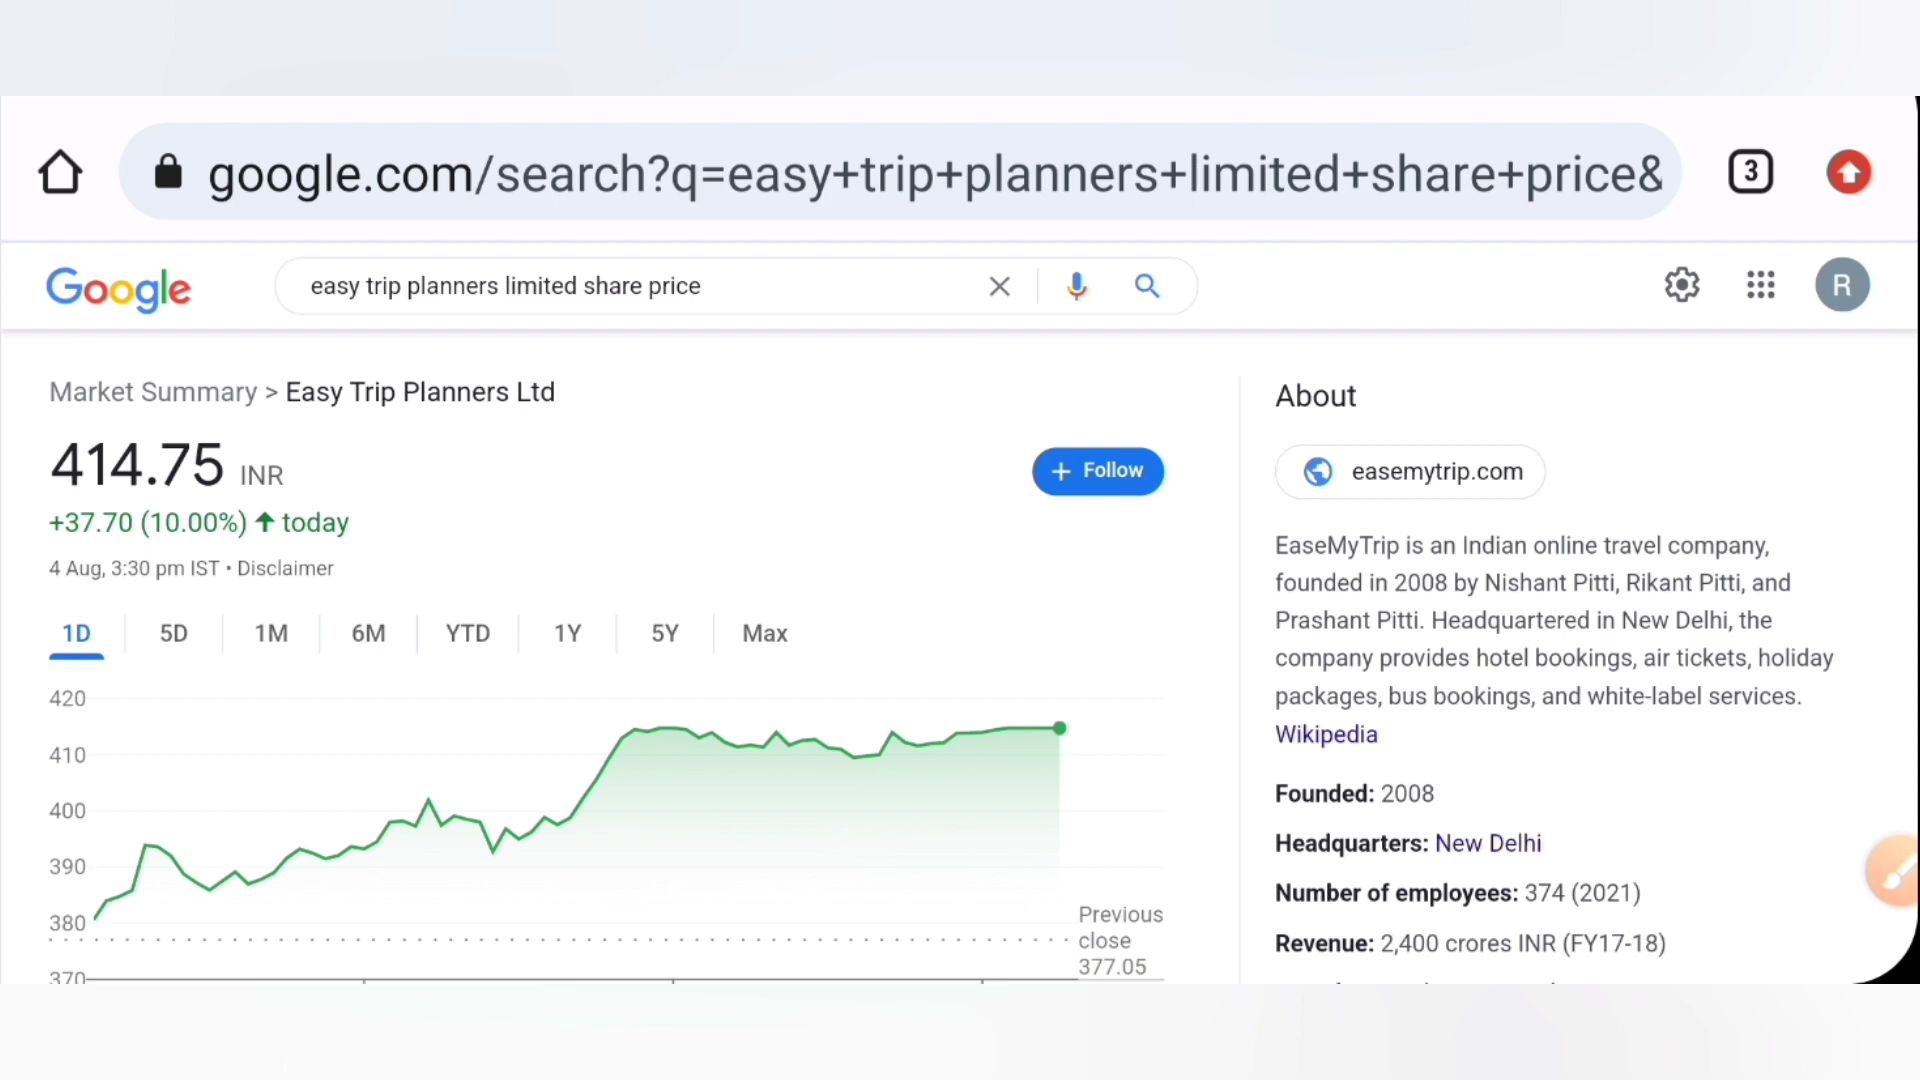 google.com/search?q=easy+trip+planners+limited+share+price&
3
Google
easy trip planners limited share price
R
Market Summary > Easy Trip Planners Ltd
414.75 INR
+ Follow
+37.70 (10.00%) ↑ today
4 Aug, 3:30 pm IST • Disclaimer
1D 5D 1M 6M YTD 1Y 5Y Max
420
410
400
390
380
370
Previous
close
377.05
About
easemytrip.com
EaseMyTrip is an Indian online travel company,
founded in 2008 by Nishant Pitti, Rikant Pitti, and
Prashant Pitti. Headquartered in New Delhi, the
company provides hotel bookings, air tickets, holiday
packages, bus bookings, and white-label services.
Wikipedia
Founded: 2008
Headquarters: New Delhi
Number of employees: 374 (2021)
Revenue: 2,400 crores INR (FY17-18)